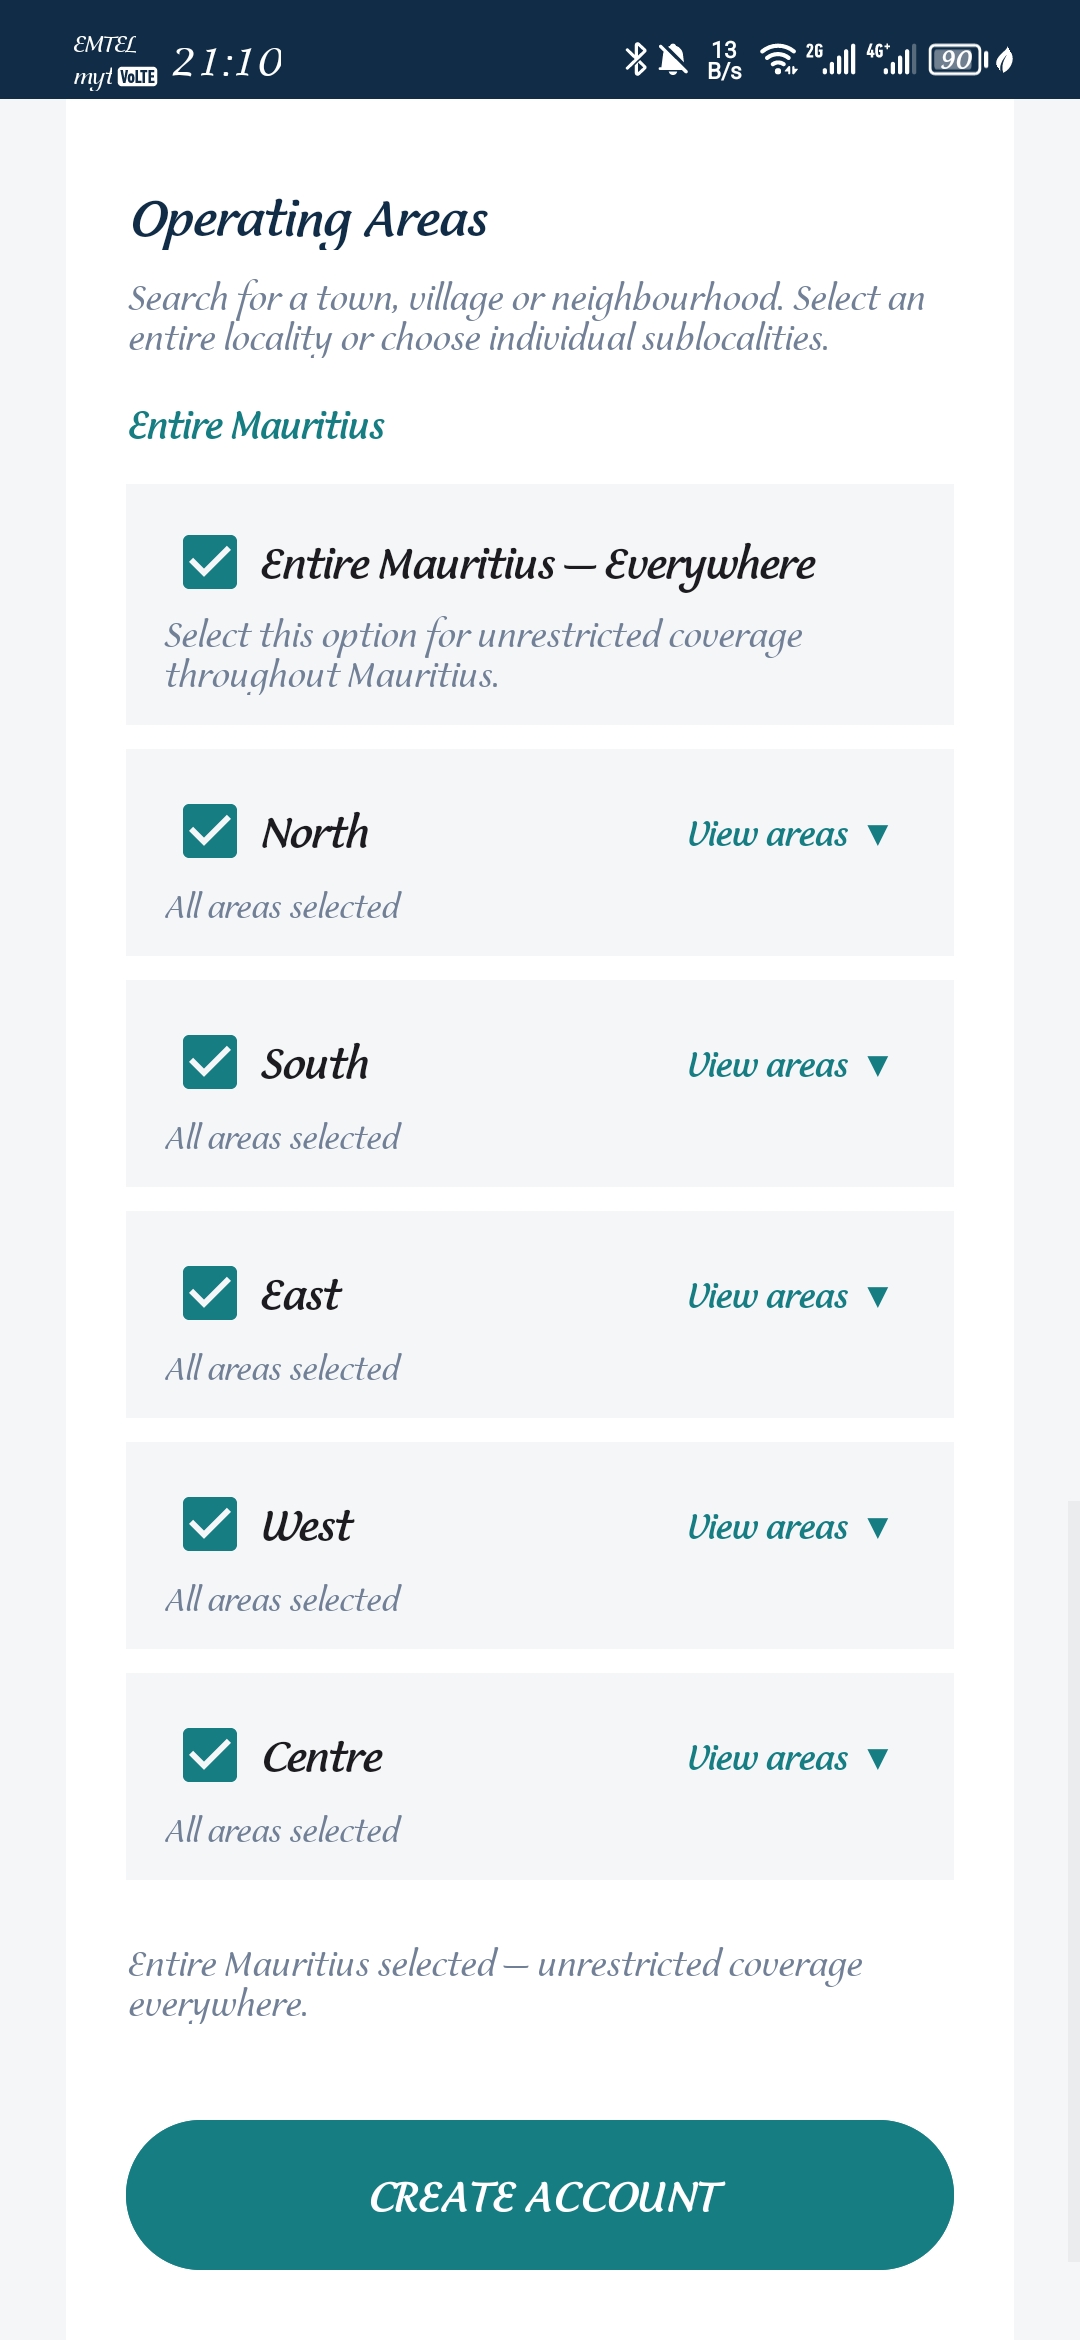 EMTEL
myt VoLTE 21:10 13 B/s 2G 4G+ 90
Operating Areas
Search for a town, village or neighbourhood. Select an
entire locality or choose individual sublocalities.
Entire Mauritius
Entire Mauritius — Everywhere
Select this option for unrestricted coverage
throughout Mauritius.
North View areas ▼
All areas selected
South View areas ▼
All areas selected
East View areas ▼
All areas selected
West View areas ▼
All areas selected
Centre View areas ▼
All areas selected
Entire Mauritius selected — unrestricted coverage
everywhere.
CREATE ACCOUNT